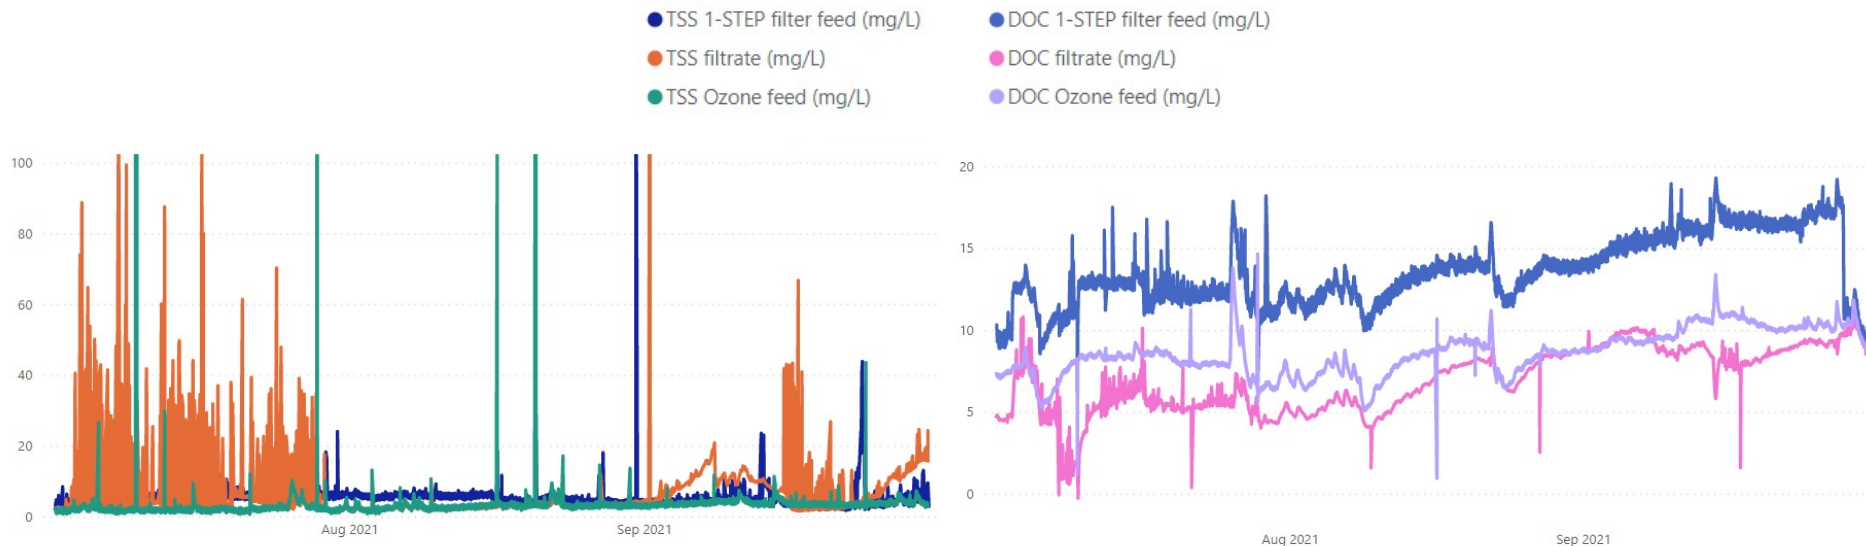 TSS 1-STEP filter feed (mg/L)
DOC 1-STEP filter feed (mg/L)
TSS filtrate (mg/L)
DOC filtrate (mg/L)
TSS Ozone feed (mg/L)
DOC Ozone feed (mg/L)
100
80
60
40
20
0
Aug 2021
Sep 2021
20
15
10
5
0
Aug 2021
Sep 2021